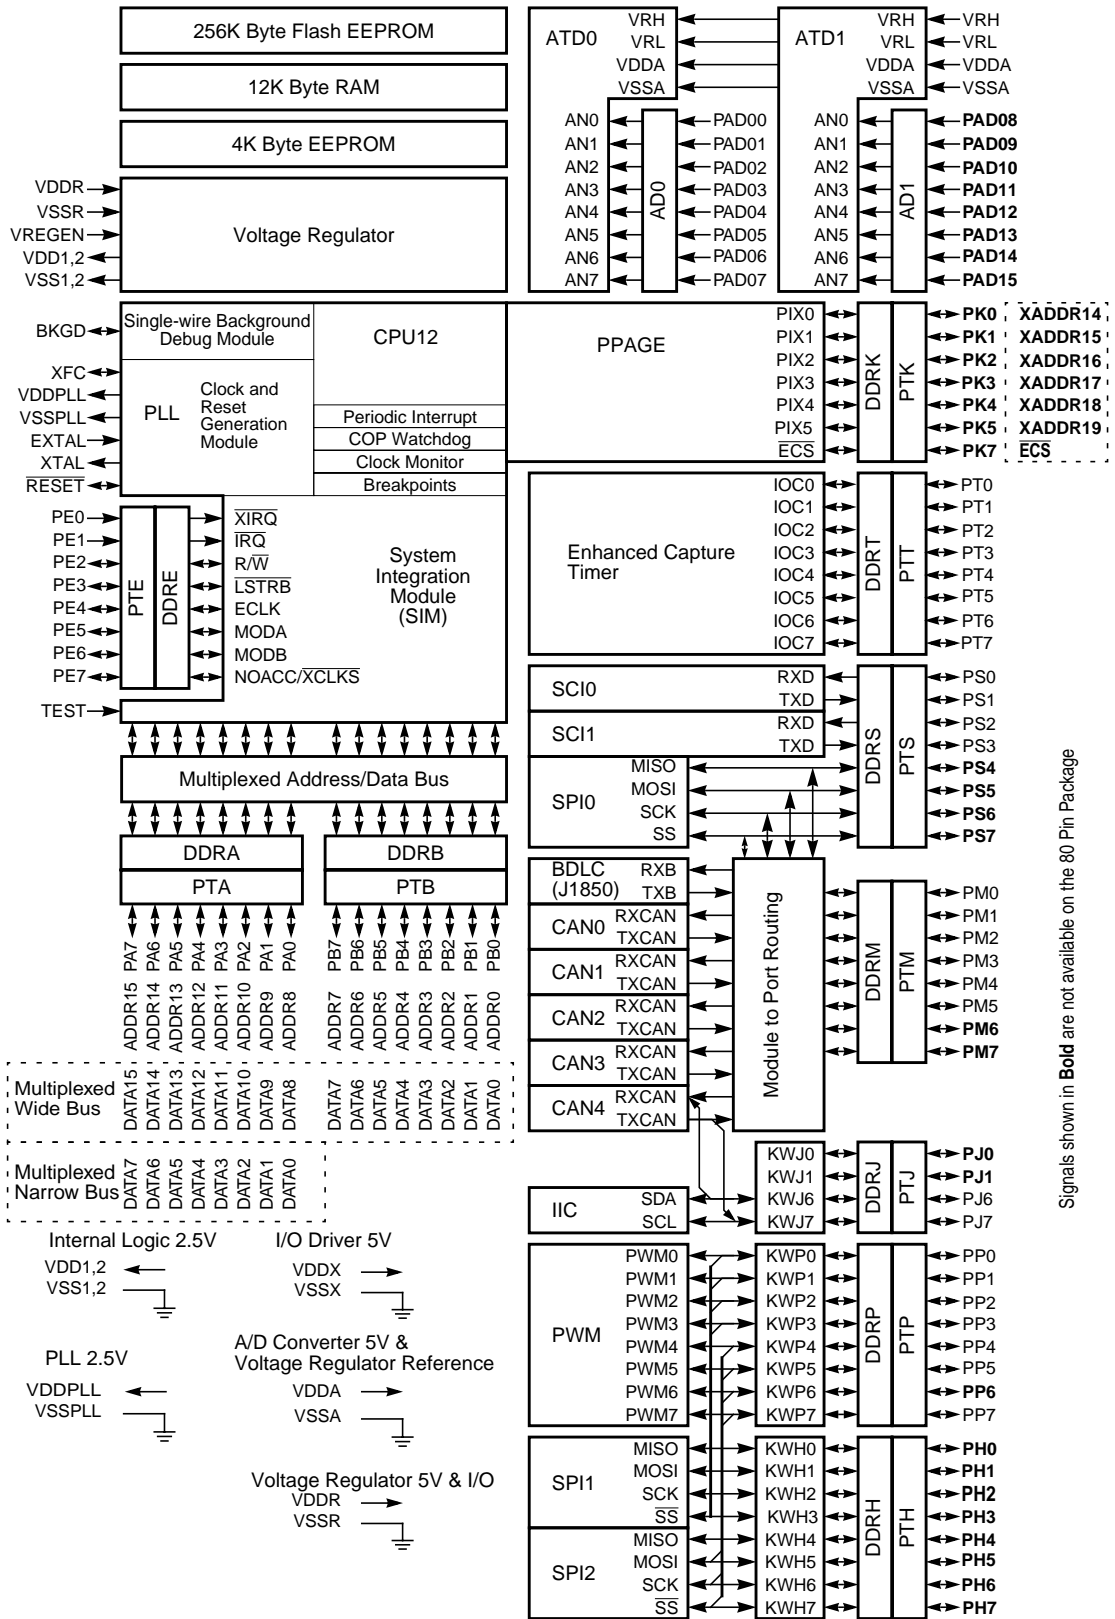 256K Byte Flash EEPROM
12K Byte RAM
4K Byte EEPROM
VDDR
VSSR
VREGEN
VDD1,2
VSS1,2
Voltage Regulator
ATD0
VRH
VRL
VDDA
VSSA
AN0
AN1
AN2
AN3
AN4
AN5
AN6
AN7
AD0
PAD00
PAD01
PAD02
PAD03
PAD04
PAD05
PAD06
PAD07
ATD1
VRH
VRL
VDDA
VSSA
VRH
VRL
VDDA
VSSA
AN0
AN1
AN2
AN3
AN4
AN5
AN6
AN7
AD1
PAD08
PAD09
PAD10
PAD11
PAD12
PAD13
PAD14
PAD15
BKGD
XFC
VDDPLL
VSSPLL
EXTAL
XTAL
RESET
Single-wire Background
Debug Module
CPU12
PLL
Clock and
Reset
Generation
Module
Periodic Interrupt
COP Watchdog
Clock Monitor
Breakpoints
PPAGE
PIX0
PIX1
PIX2
PIX3
PIX4
PIX5
ECS
DDRK
PTK
PK0 XADDR14
PK1 XADDR15
PK2 XADDR16
PK3 XADDR17
PK4 XADDR18
PK5 XADDR19
PK7 ECS
PE0
PE1
PE2
PE3
PE4
PE5
PE6
PE7
TEST
PTE
DDRE
XIRQ
IRQ
R/W
LSTRB
ECLK
MODA
MODB
NOACC/XCLKS
System
Integration
Module
(SIM)
Enhanced Capture
Timer
IOC0
IOC1
IOC2
IOC3
IOC4
IOC5
IOC6
IOC7
DDRT
PTT
PT0
PT1
PT2
PT3
PT4
PT5
PT6
PT7
SCI0
RXD
TXD
SCI1
RXD
TXD
SPI0
MISO
MOSI
SCK
SS
DDRS
PTS
PS0
PS1
PS2
PS3
PS4
PS5
PS6
PS7
Multiplexed Address/Data Bus
DDRA
PTA
DDRB
PTB
PA7
PA6
PA5
PA4
PA3
PA2
PA1
PA0
PB7
PB6
PB5
PB4
PB3
PB2
PB1
PB0
ADDR15
ADDR14
ADDR13
ADDR12
ADDR11
ADDR10
ADDR9
ADDR8
ADDR7
ADDR6
ADDR5
ADDR4
ADDR3
ADDR2
ADDR1
ADDR0
Multiplexed
Wide Bus
DATA15
DATA14
DATA13
DATA12
DATA11
DATA10
DATA9
DATA8
DATA7
DATA6
DATA5
DATA4
DATA3
DATA2
DATA1
DATA0
Multiplexed
Narrow Bus
DATA7
DATA6
DATA5
DATA4
DATA3
DATA2
DATA1
DATA0
BDLC
(J1850)
RXB
TXB
CAN0
RXCAN
TXCAN
CAN1
RXCAN
TXCAN
CAN2
RXCAN
TXCAN
CAN3
RXCAN
TXCAN
CAN4
RXCAN
TXCAN
Module to Port Routing
DDRM
PTM
PM0
PM1
PM2
PM3
PM4
PM5
PM6
PM7
IIC
SDA
SCL
KWJ0
KWJ1
KWJ6
KWJ7
DDRJ
PTJ
PJ0
PJ1
PJ6
PJ7
Internal Logic 2.5V
VDD1,2
VSS1,2
I/O Driver 5V
VDDX
VSSX
PLL 2.5V
VDDPLL
VSSPLL
A/D Converter 5V &
Voltage Regulator Reference
VDDA
VSSA
Voltage Regulator 5V & I/O
VDDR
VSSR
PWM
PWM0
PWM1
PWM2
PWM3
PWM4
PWM5
PWM6
PWM7
KWP0
KWP1
KWP2
KWP3
KWP4
KWP5
KWP6
KWP7
DDRP
PTP
PP0
PP1
PP2
PP3
PP4
PP5
PP6
PP7
SPI1
MISO
MOSI
SCK
SS
SPI2
MISO
MOSI
SCK
SS
KWH0
KWH1
KWH2
KWH3
KWH4
KWH5
KWH6
KWH7
DDRH
PTH
PH0
PH1
PH2
PH3
PH4
PH5
PH6
PH7
Signals shown in Bold are not available on the 80 Pin Package